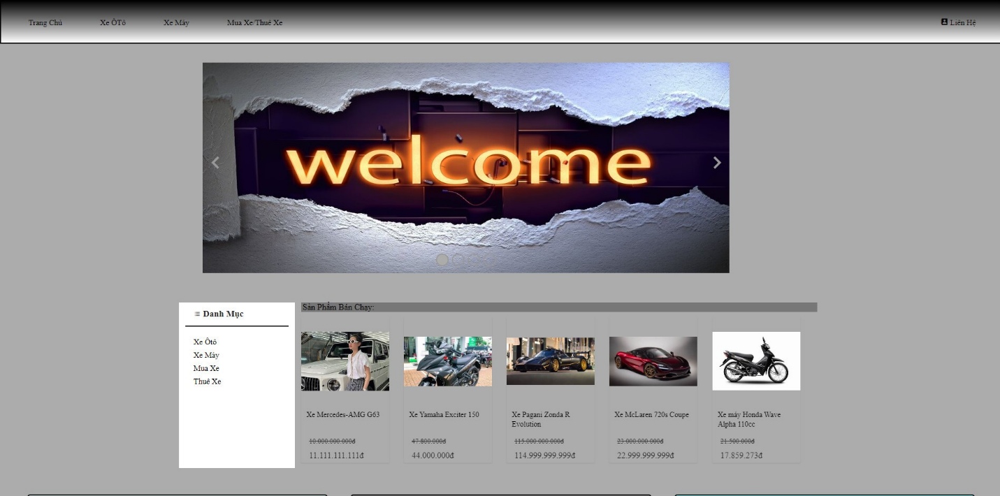 Trang Chủ
Xe ÔTô
Xe Máy
Mua Xe/Thuê Xe
Liên Hệ
welcome
Danh Mục
Xe Ôtô
Xe Máy
Mua Xe
Thuê Xe
Sản Phẩm Bán Chạy:
Xe Mercedes-AMG G63
10.000.000.000đ
11.111.111.111đ
Xe Yamaha Exciter 150
47.800.000đ
44.000.000đ
Xe Pagani Zonda R
Evolution
115.000.000.000đ
114.999.999.999đ
Xe McLaren 720s Coupe
23.000.000.000đ
22.999.999.999đ
Xe máy Honda Wave
Alpha 110cc
21.500.000đ
17.859.273đ